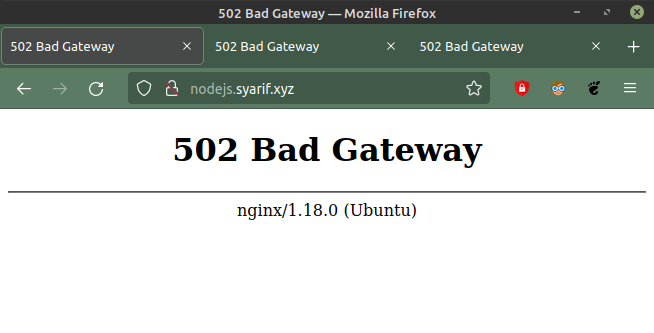 502 Bad Gateway — Mozilla Firefox
502 Bad Gateway 502 Bad Gateway 502 Bad Gateway
nodejs.syarif.xyz
502 Bad Gateway
nginx/1.18.0 (Ubuntu)